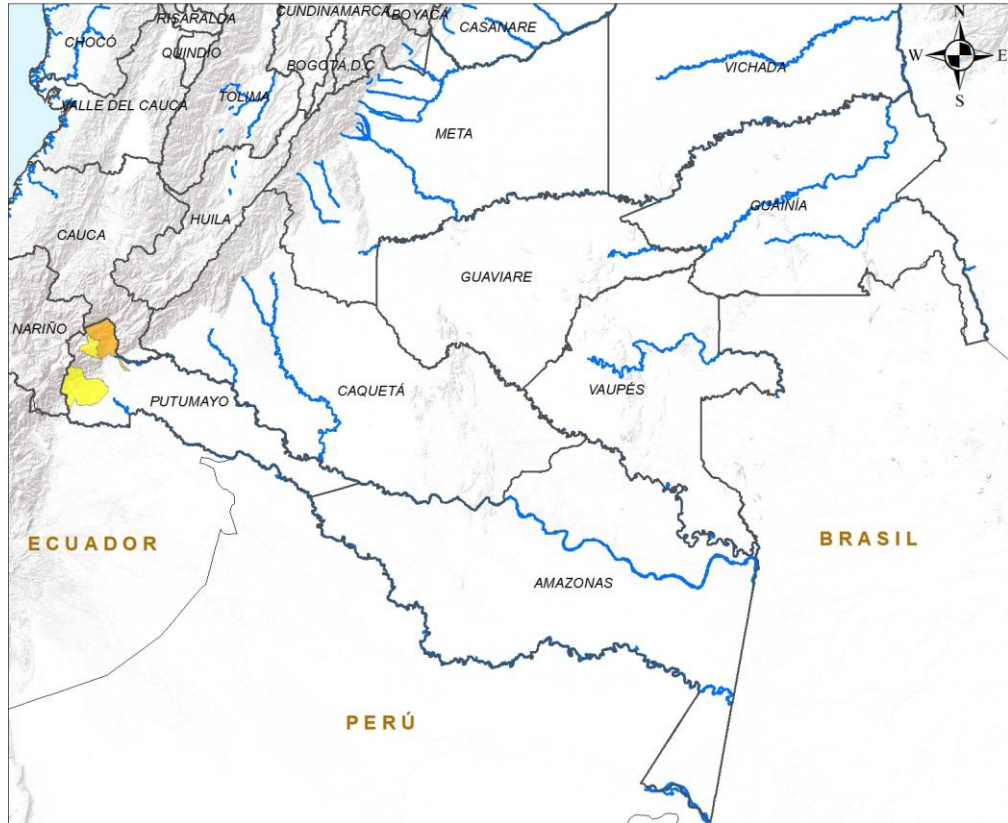 CUNDINAMARCA
BOYACÁ
RISARALDA
CASANARE
N
CHOCÓ
QUINDIO
BOGOTÁ D.C
W
E
VICHADA
S
TOLIMA
VALLE DEL CAUCA
META
GUAINÍA
HUILA
CAUCA
GUAVIARE
NARIÑO
CAQUETÁ
VAUPÉS
PUTUMAYO
ECUADOR
BRASIL
AMAZONAS
PERÚ